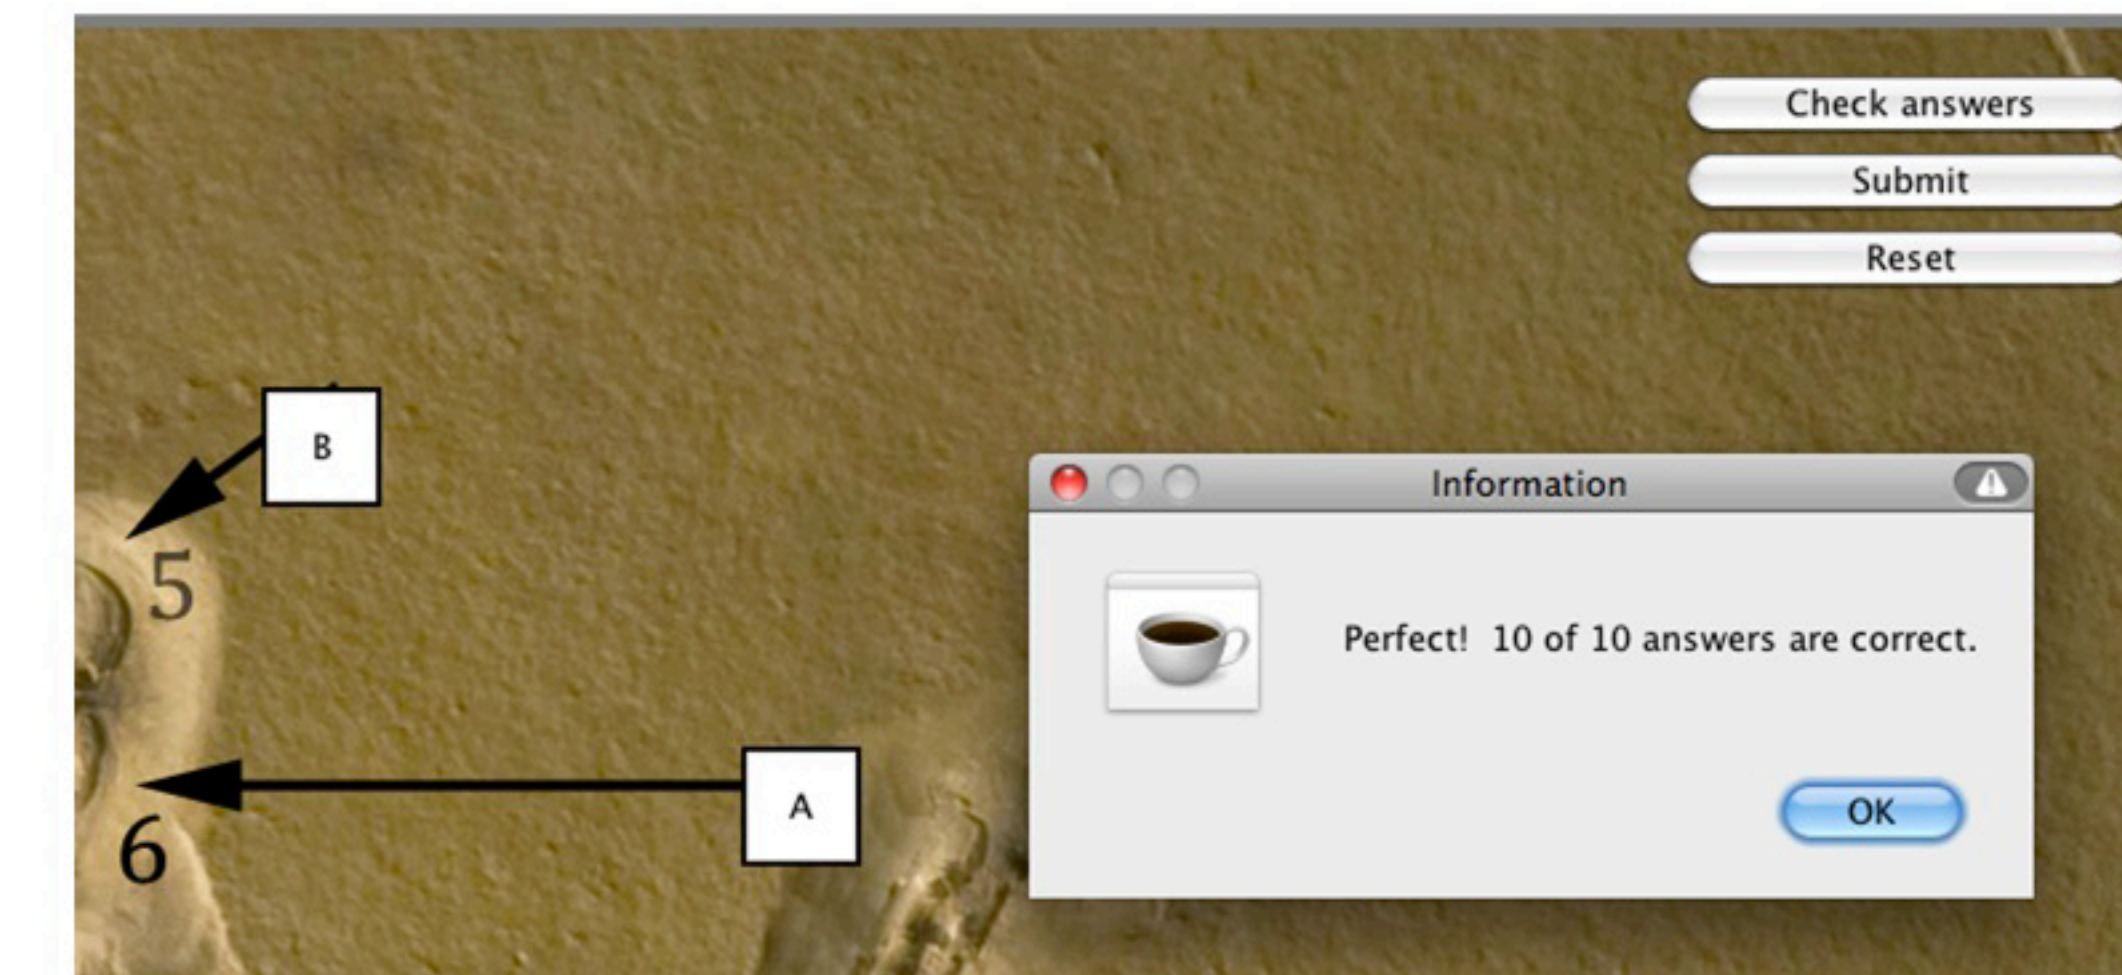 Check answers
Submit
Reset
B
Information
5
Perfect! 10 of 10 answers are correct.
A
OK
6